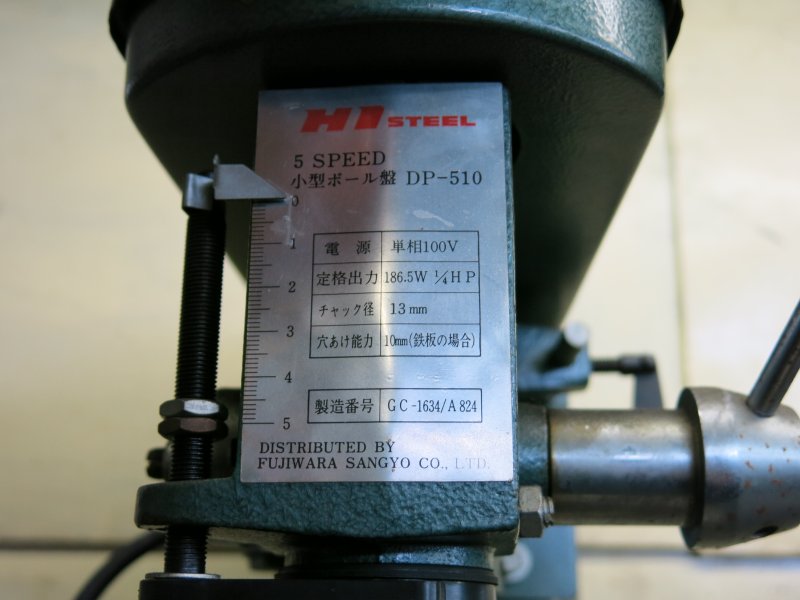 HI STEEL
5 SPEED
小型ボール盤 DP-510
0
1
2
3
4
5
電源 単相100V
定格出力 186.5W 1/4HP
チャック径 13mm
穴あけ能力 10mm(鉄板の場合)
製造番号 GC-1634/A824
DISTRIBUTED BY
FUJIWARA SANGYO CO., LTD.